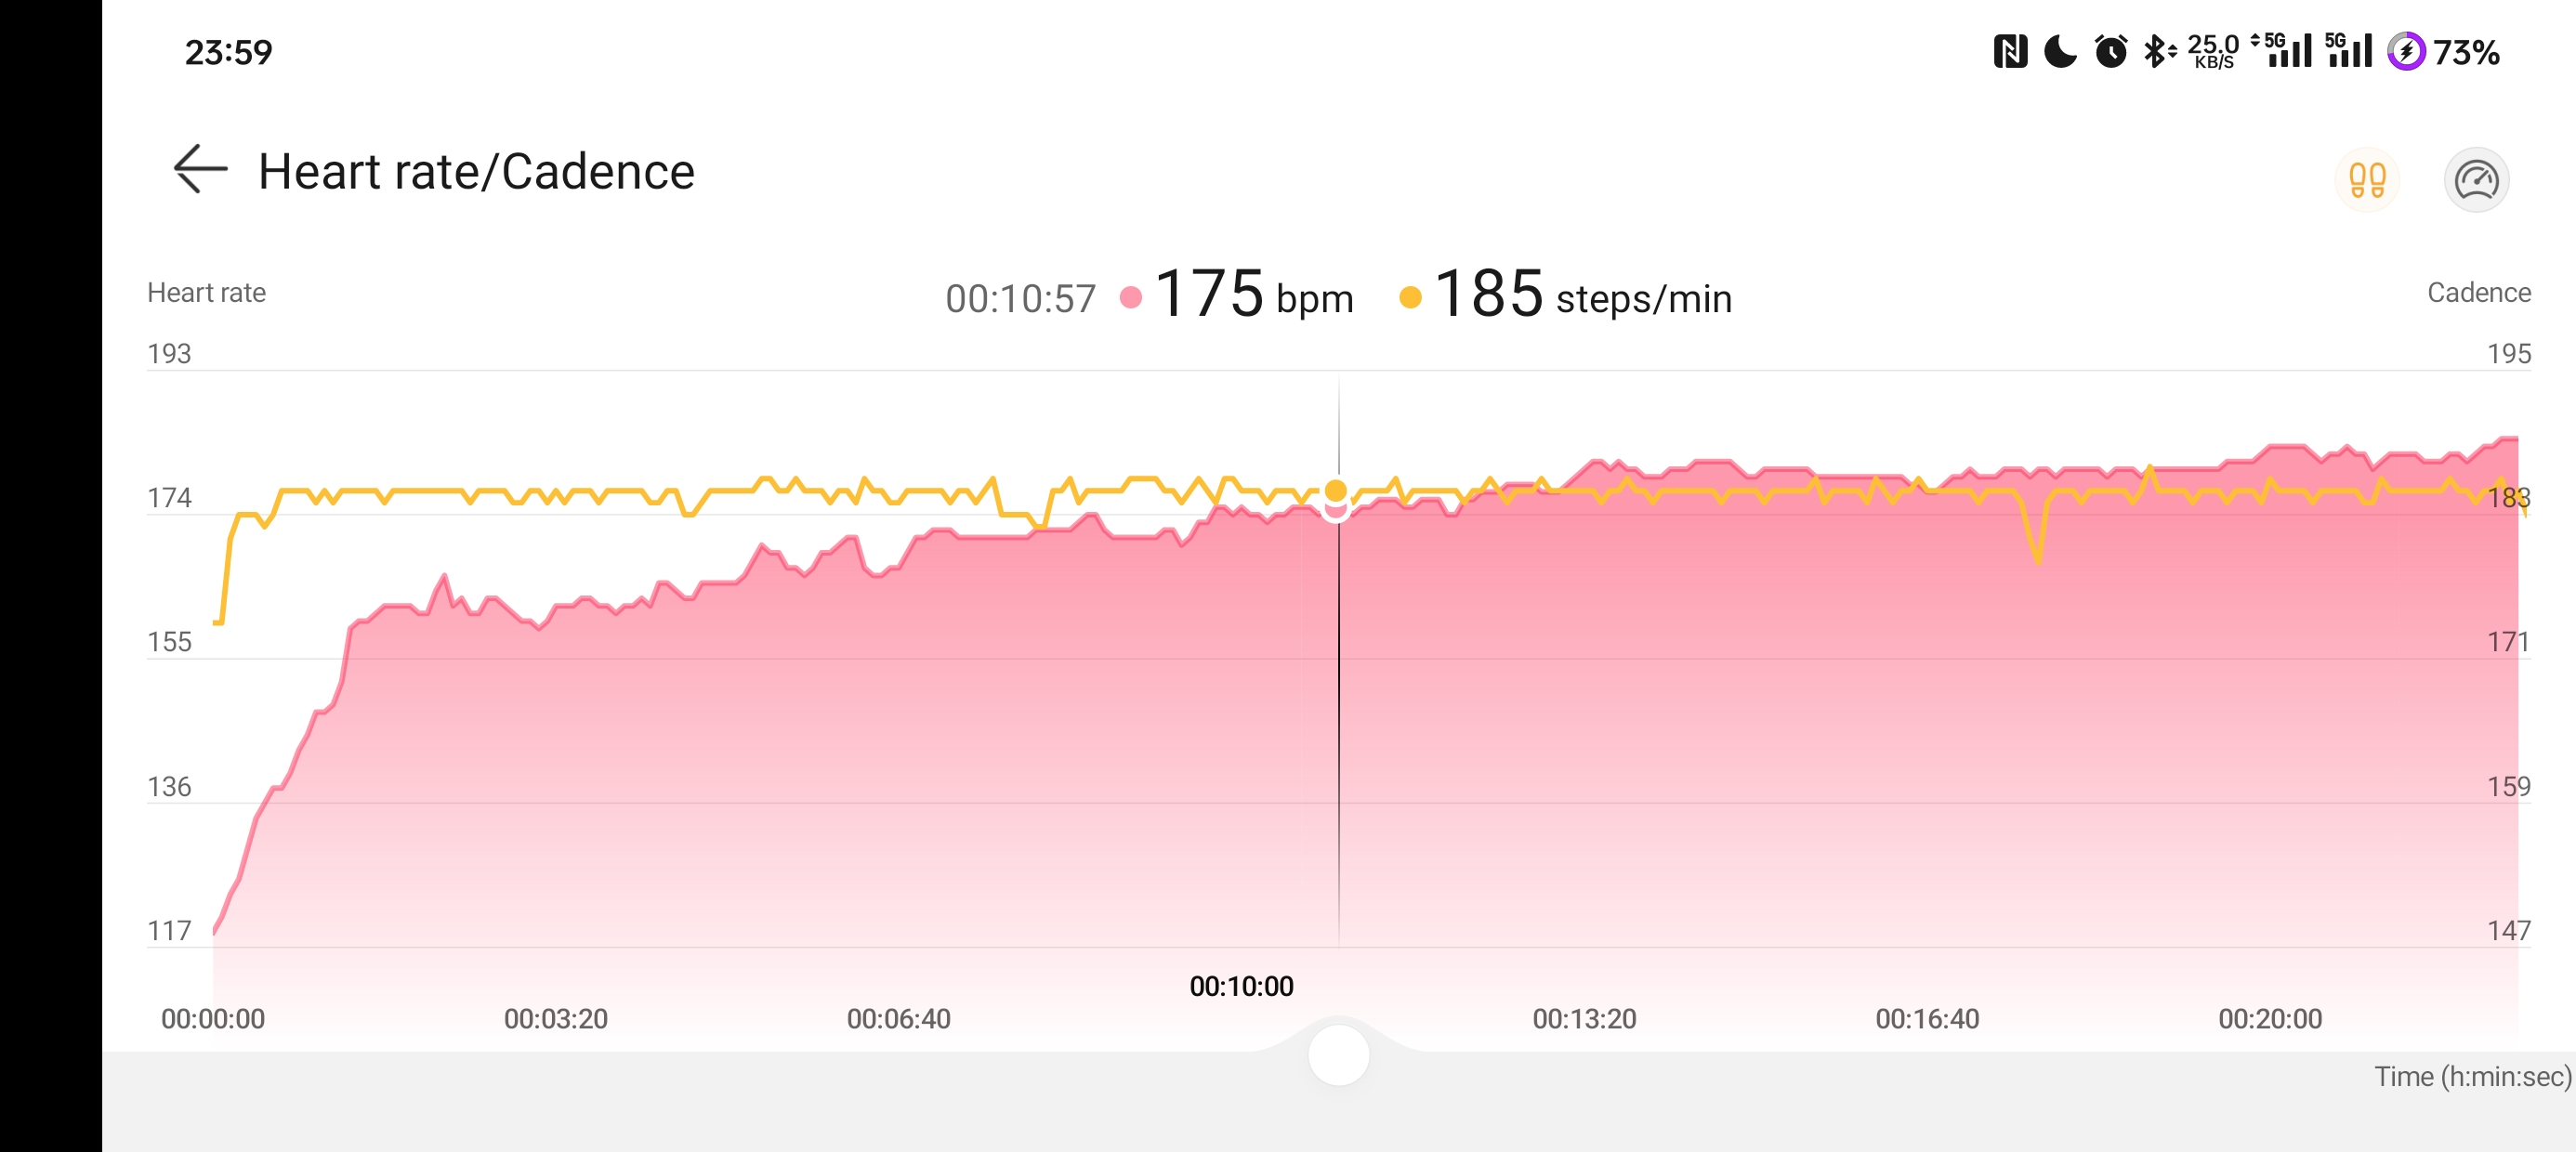 23:59
25.0 KB/S 5G 5G 73%
Heart rate/Cadence
Heart rate 00:10:57 175 bpm 185 steps/min Cadence
193 195
174 183
155 171
136 159
117 147
00:10:00
00:00:00 00:03:20 00:06:40 00:13:20 00:16:40 00:20:00
Time (h:min:sec)